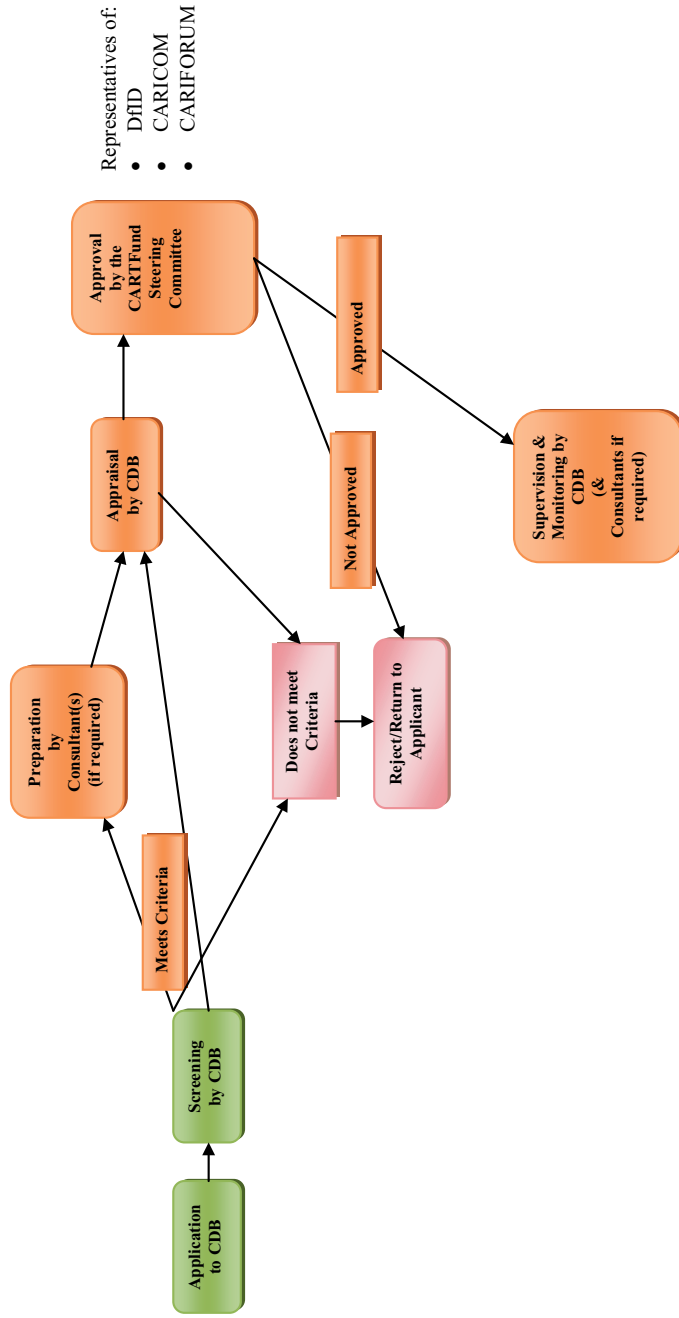 Application
to CDB
Screening
by CDB
Meets Criteria
Preparation
by
Consultant(s)
(if required)
Appraisal
by CDB
Approval
by the
CARTFund
Steering
Committee
Representatives of:
• DfID
• CARICOM
• CARIFORUM
Does not meet
Criteria
Reject/Return to
Applicant
Not Approved
Approved
Supervision &
Monitoring by
CDB
(&
Consultants if
required)